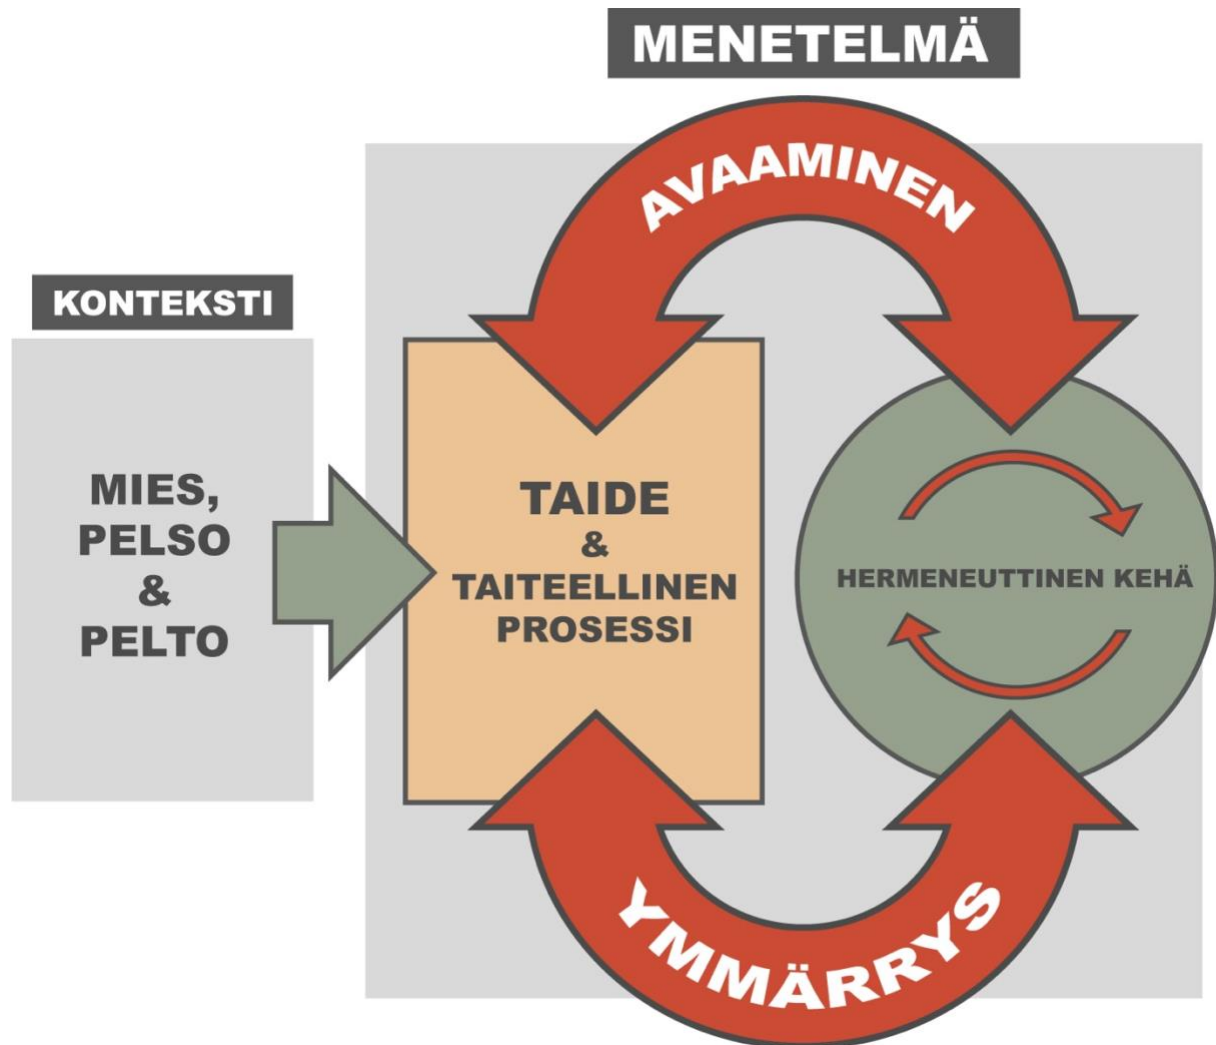 MENETELMÄ
AVAAMINEN
KONTEKSTI
MIES,
PELSO
&
PELTO
TAIDE
&
TAITEELLINEN
PROSESSI
HERMENEUTTINEN KEHÄ
YMMÄRRYS